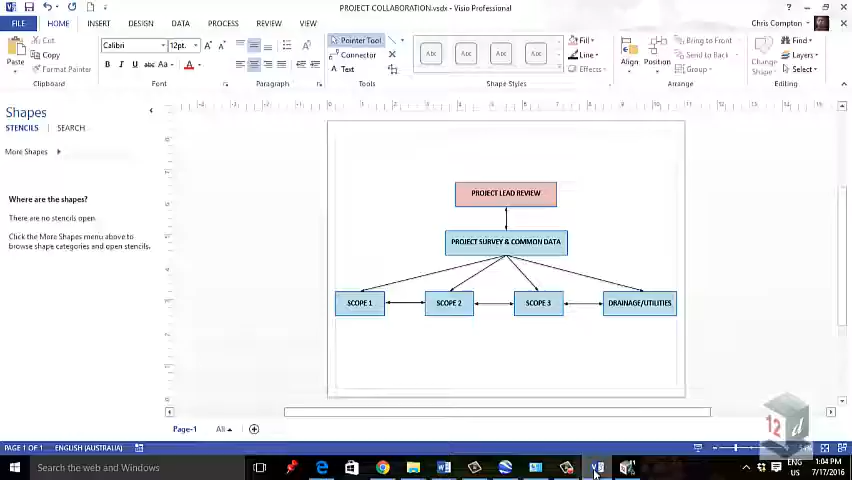 PROJECT COLLABORATION.vsdx - Visio Professional
FILE HOME INSERT DESIGN DATA PROCESS REVIEW VIEW Chris Compton
Paste Cut Copy Format Painter Clipboard
Calibri 12pt. Font Paragraph
Pointer Tool Connector Text Tools
Abc Abc Abc Abc Fill Line Effects Shape Styles
Align Position Bring to Front Send to Back Group Arrange
Change Shape Find Layers Select Editing
Shapes
STENCILS SEARCH
More Shapes
Where are the shapes?
There are no stencils open.
Click the More Shapes menu above to
browse shape categories and open stencils.
PROJECT LEAD REVIEW
PROJECT SURVEY & COMMON DATA
SCOPE 1 SCOPE 2 SCOPE 3 DRAINAGE/UTILITIES
12 d
Page-1 All
PAGE 1 OF 1 ENGLISH (AUSTRALIA)
Search the web and Windows
ENG
US
1:04 PM
7/17/2016